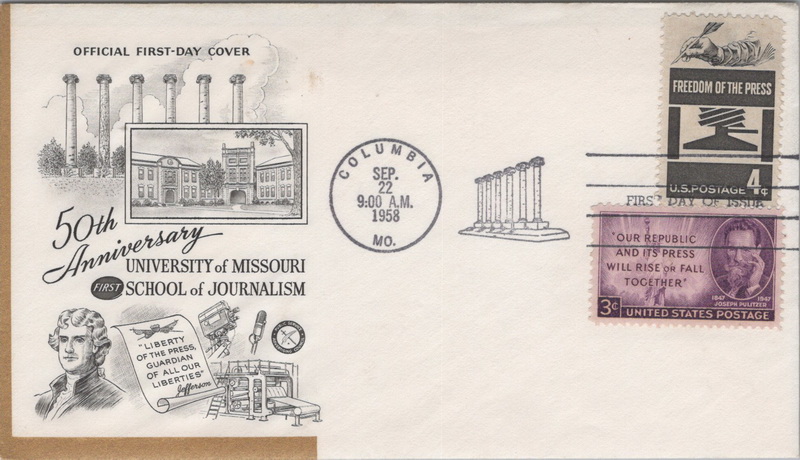 OFFICIAL FIRST-DAY COVER
50th
Anniversary
UNIVERSITY of MISSOURI
FIRST SCHOOL of JOURNALISM
"LIBERTY
OF THE PRESS,
GUARDIAN
OF ALL OUR
LIBERTIES"
Jefferson
COLUMBIA
SEP.
22
9:00 A.M.
1958
MO.
FREEDOM OF THE PRESS
U.S. POSTAGE 4¢
FIRST DAY OF ISSUE
"OUR REPUBLIC
AND ITS PRESS
WILL RISE OR FALL
TOGETHER"
1847 1947
JOSEPH PULITZER
3¢ UNITED STATES POSTAGE